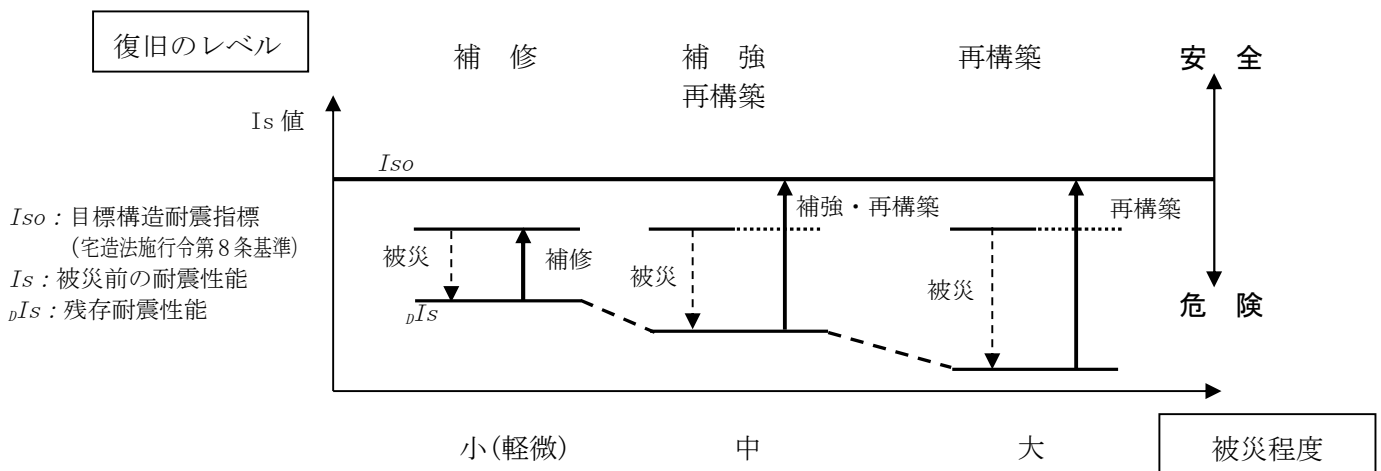 復旧のレベル
補 修
補 強
再構築
再構築
安 全
Is 値
Iso
Iso：目標構造耐震指標
(宅造法施行令第８条基準)
Is：被災前の耐震性能
DIs：残存耐震性能
被災
補修
DIs
被災
補強・再構築
被災
再構築
危 険
小(軽微)
中
大
被災程度